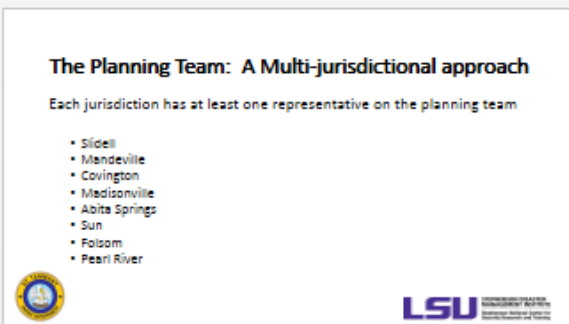 The Planning Team:  A Multi-jurisdictional approach
Each jurisdiction has at least one representative on the planning team
▪ Slidell
▪ Mandeville
▪ Covington
▪ Madisonville
▪ Abita Springs
▪ Sun
▪ Folsom
▪ Pearl River
LSU